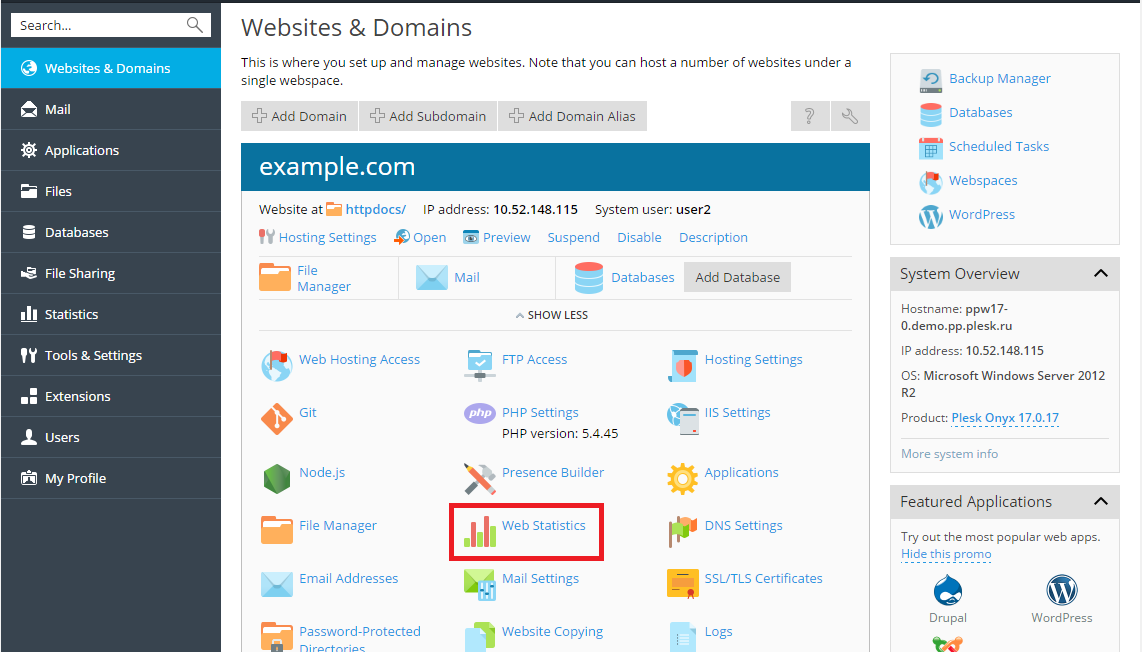 Search...
Websites & Domains
Mail
Applications
Files
Databases
File Sharing
Statistics
Tools & Settings
Extensions
Users
My Profile
Websites & Domains
This is where you set up and manage websites. Note that you can host a number of websites under a
single webspace.
Add Domain
Add Subdomain
Add Domain Alias
?
example.com
Website at httpdocs/ IP address: 10.52.148.115 System user: user2
Hosting Settings Open Preview Suspend Disable Description
File
Manager
Mail
Databases
Add Database
SHOW LESS
Web Hosting Access
FTP Access
Hosting Settings
Git
php
PHP Settings
PHP version: 5.4.45
IIS Settings
Node.js
Presence Builder
Applications
File Manager
Web Statistics
DNS Settings
Email Addresses
Mail Settings
SSL/TLS Certificates
Password-Protected
Directories
Website Copying
Logs
Backup Manager
Databases
Scheduled Tasks
Webspaces
WordPress
System Overview
Hostname: ppw17-
0.demo.pp.plesk.ru
IP address: 10.52.148.115
OS: Microsoft Windows Server 2012
R2
Product: Plesk Onyx 17.0.17
More system info
Featured Applications
Try out the most popular web apps.
Hide this promo
Drupal
WordPress